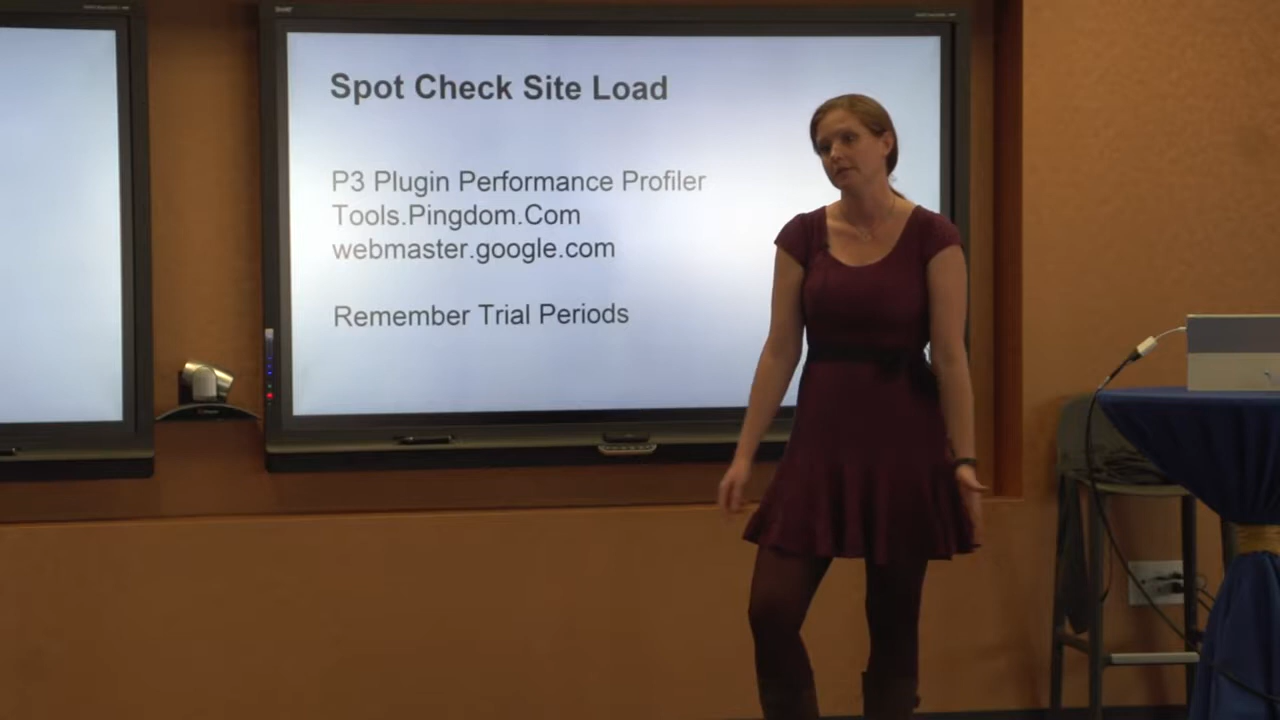 Spot Check Site Load
P3 Plugin Performance Profiler
Tools.Pingdom.Com
webmaster.google.com
Remember Trial Periods